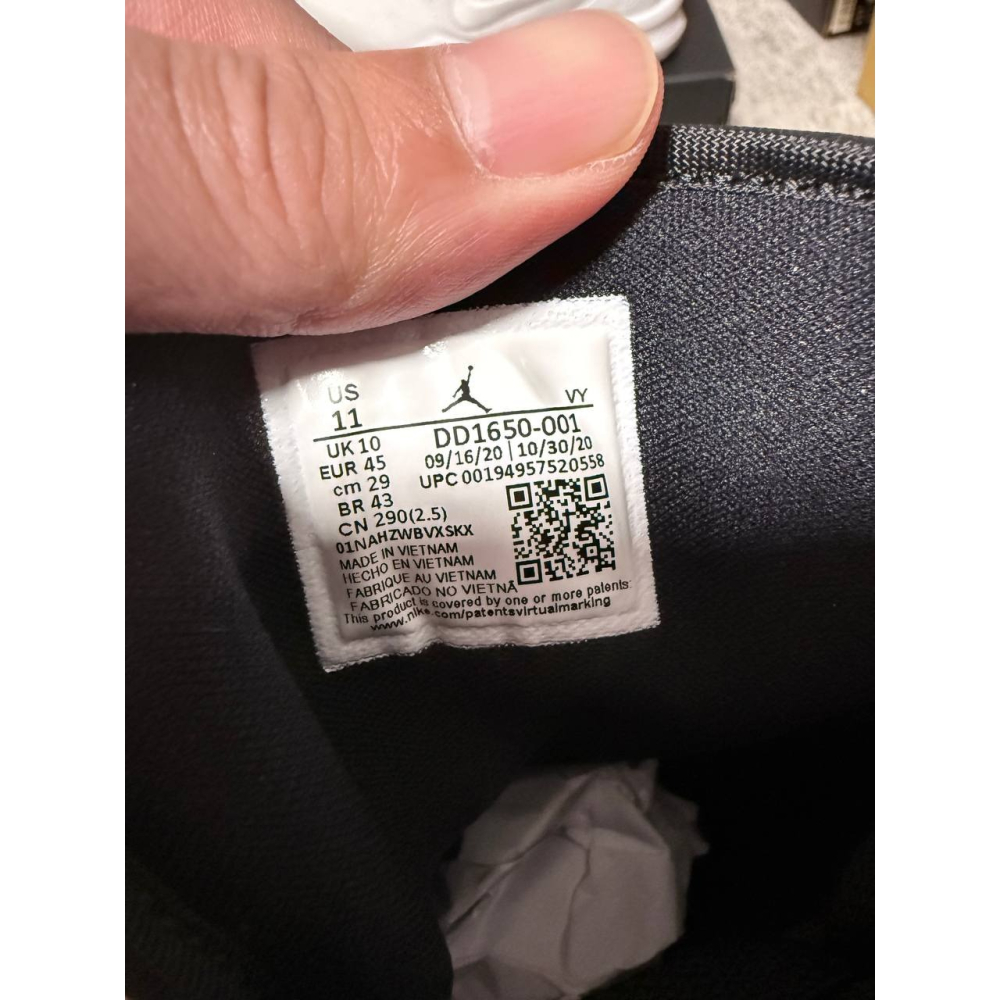 US
11
VY
UK 10
EUR 45
cm 29
BR 43
CN 290(2.5)
DD1650-001
09/16/20 | 10/30/20
UPC 00194957520558
01NAHZWBVXSKX
MADE IN VIETNAM
HECHO EN VIETNAM
FABRIQUE AU VIETNAM
FABRICADO NO VIETNÃ
This product is covered by one or more patents:
www.nike.com/patentsvirtualmarking